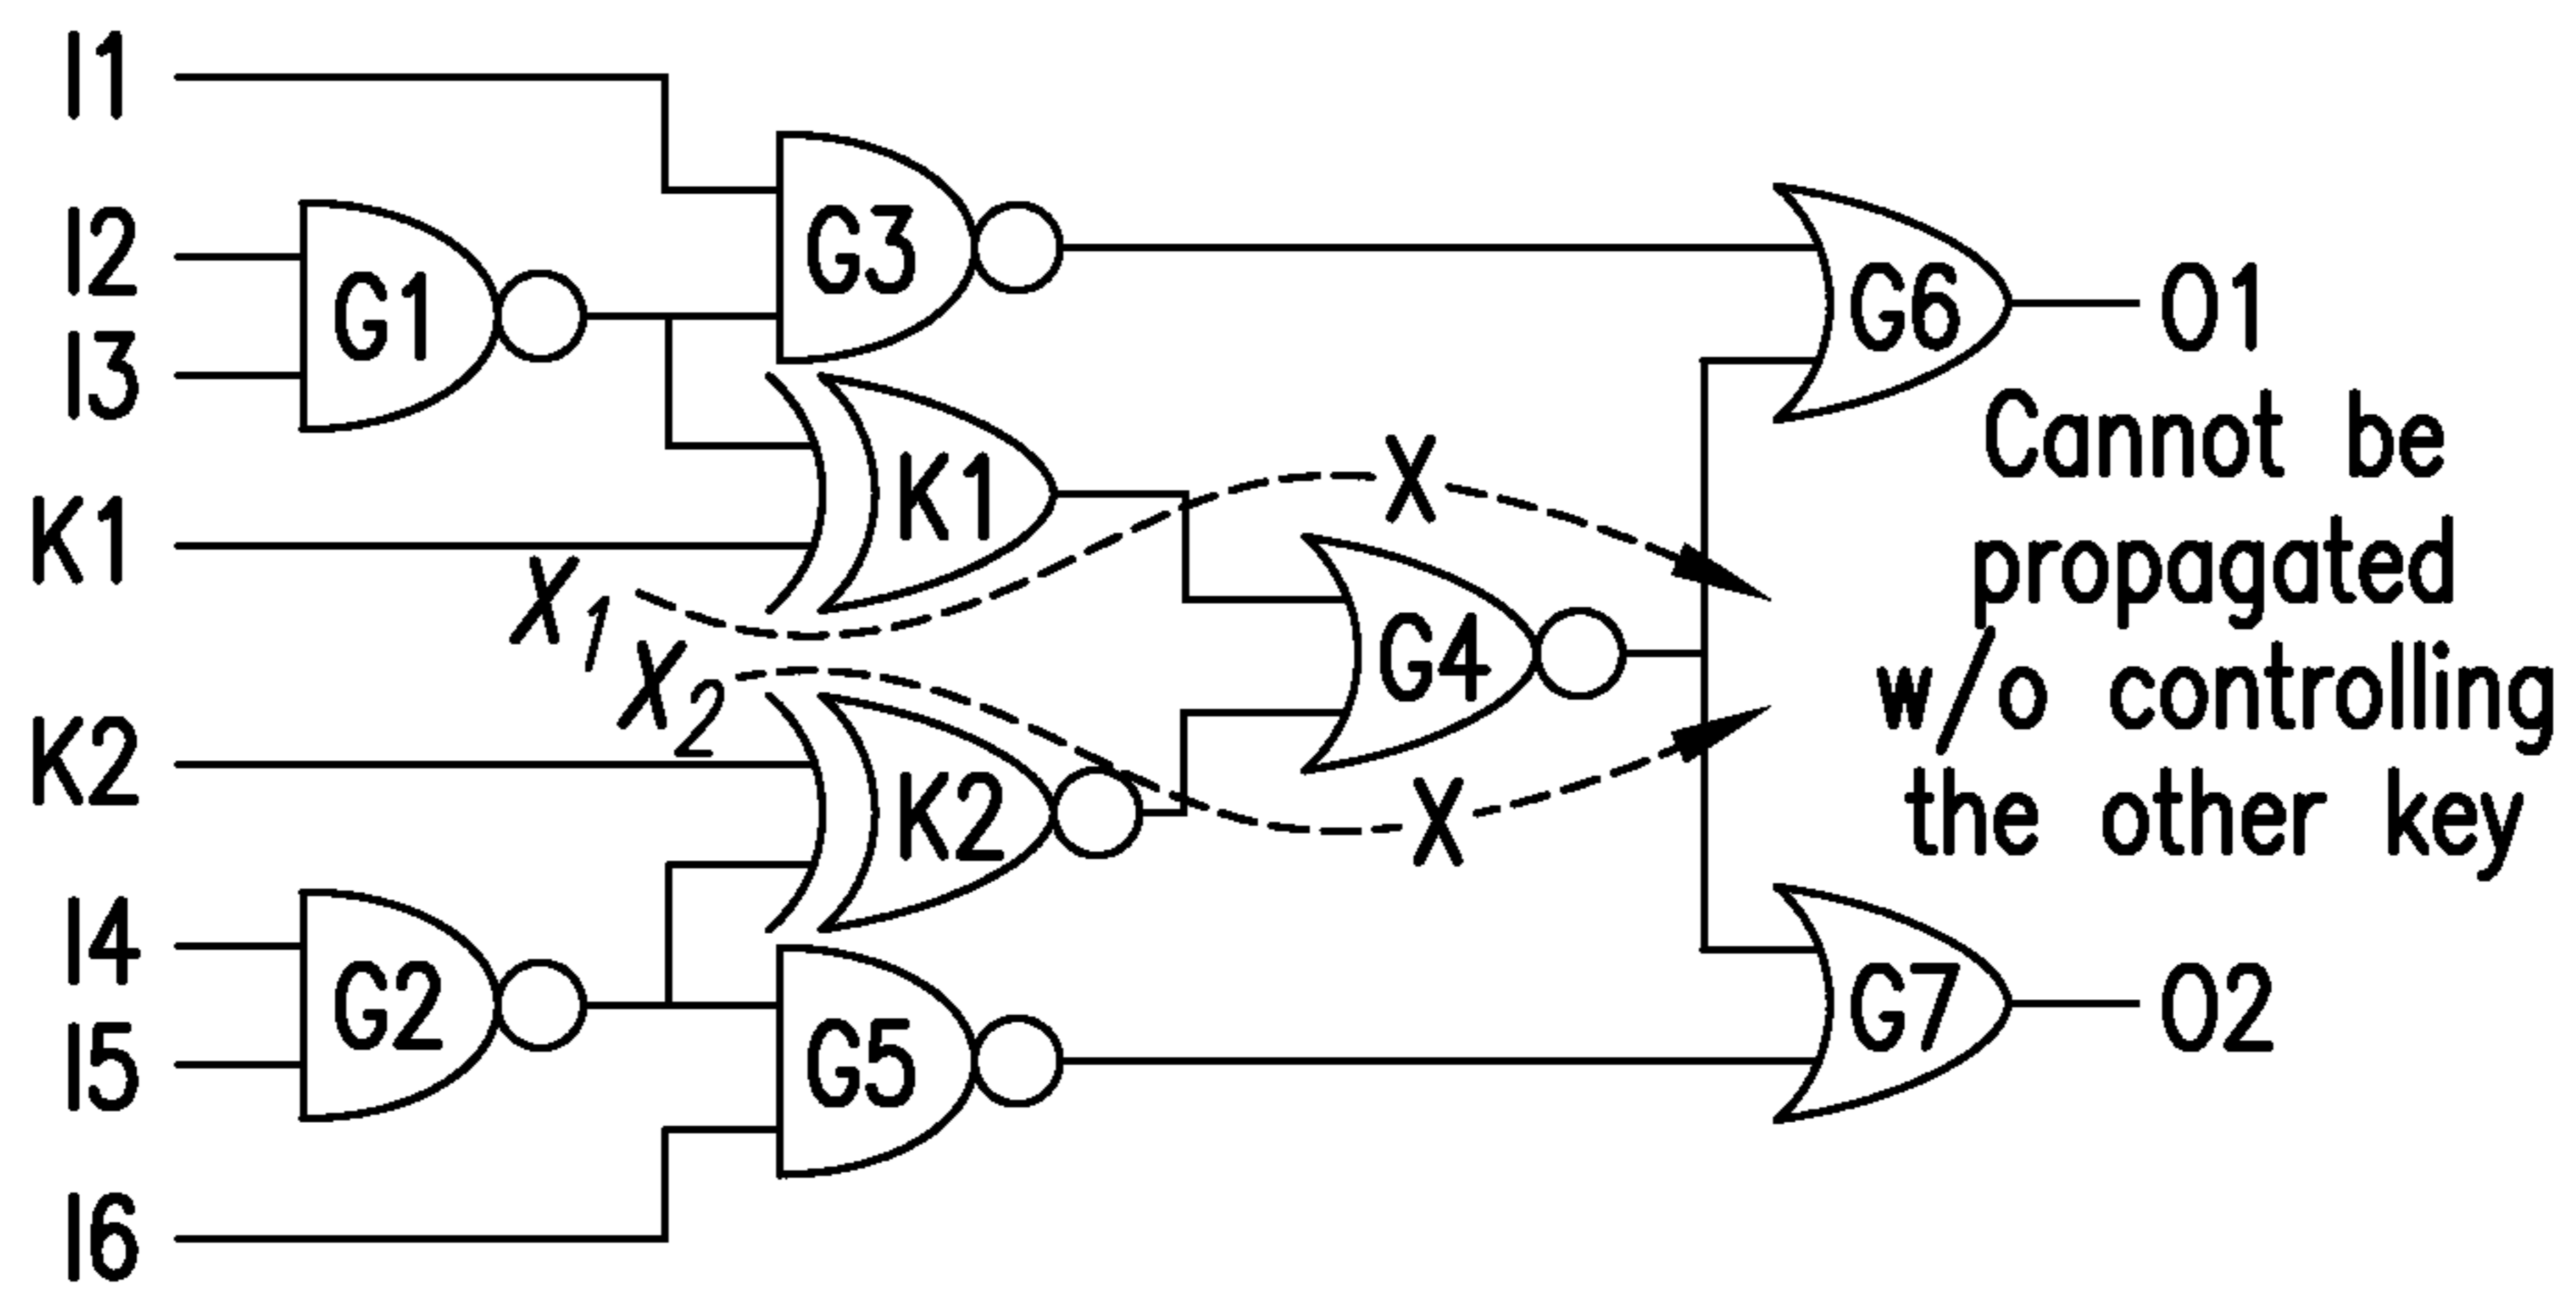 I1
I2
G1
G3
G6
O1
I3
Cannot be
propagated
w/o controlling
the other key
K1
K1
X
X1
X2
G4
K2
K2
X
I4
G2
I5
G5
G7
O2
I6